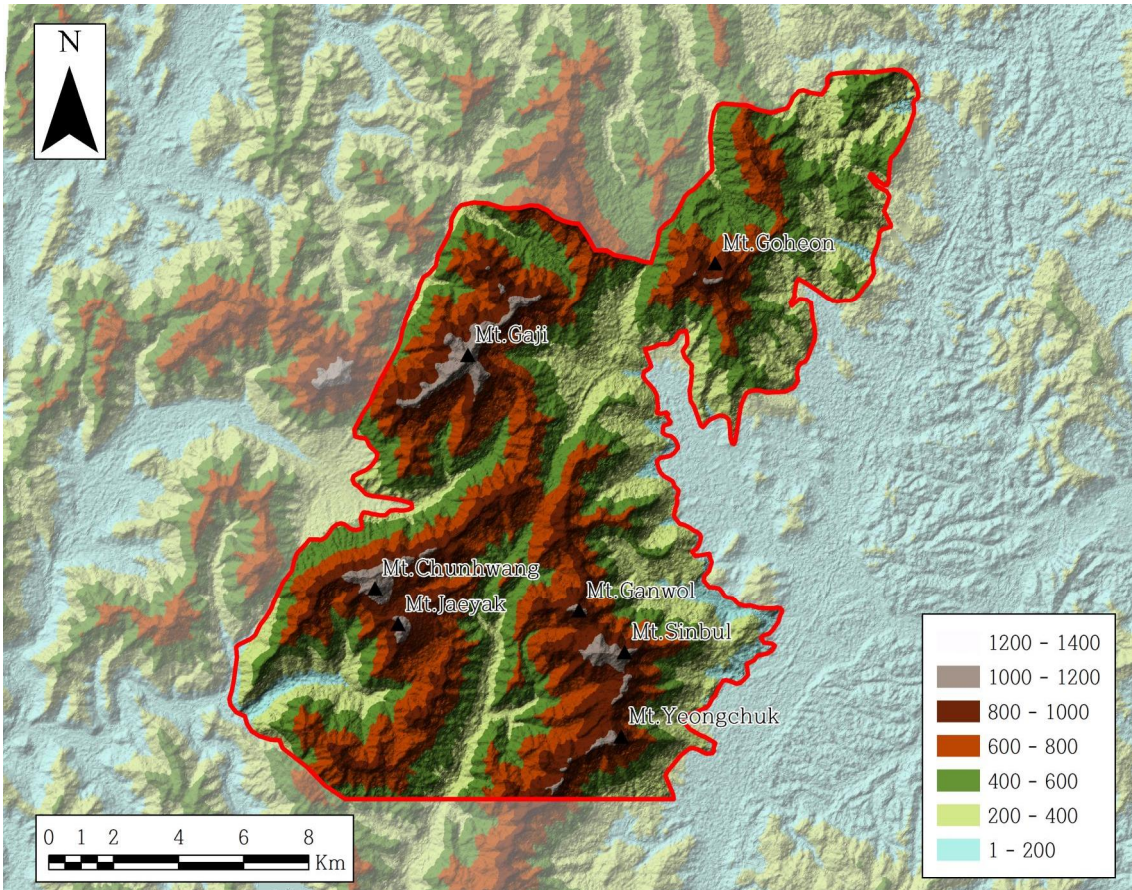 N
Mt.Goheon
Mt.Gaji
Mt.Chunhwang
Mt.Jaeyak
Mt.Ganwol
Mt.Sinbul
Mt.Yeongchuk
1200 - 1400
1000 - 1200
800 - 1000
600 - 800
400 - 600
200 - 400
1 - 200
0 1 2 4 6 8
Km